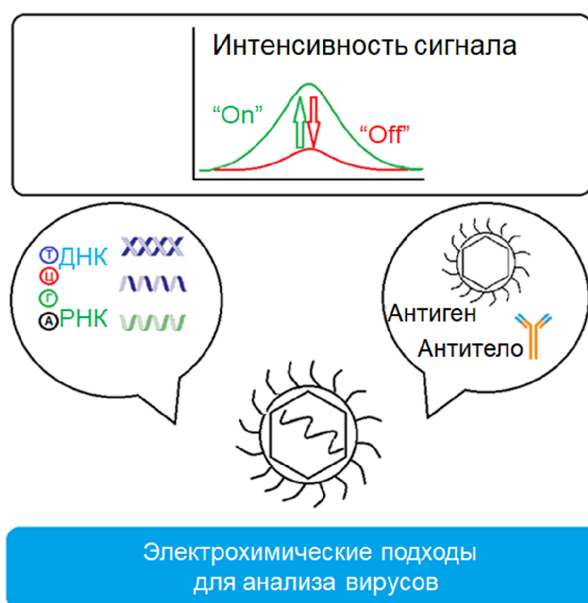 Интенсивность сигнала
“On”
“Off”
Т
ДНК
Ц
Г
А
РНК
Антиген
Антитело
Электрохимические подходы
для анализа вирусов